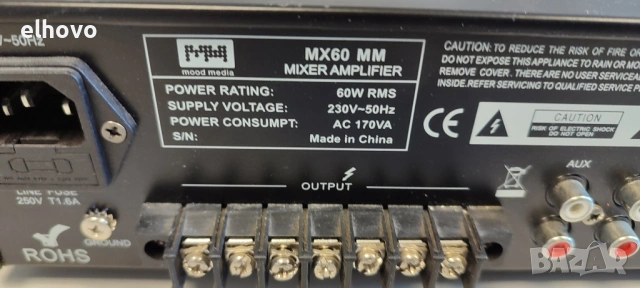 elhovo
V~50Hz
mood media
MX60 MM
MIXER AMPLIFIER
POWER RATING: 60W RMS
SUPPLY VOLTAGE: 230V~50Hz
POWER CONSUMPT: AC 170VA
S/N: Made in China
CAUTION: TO REDUCE THE RISK OF FIRE OR
DO NOT EXPOSE THIS APPLIANCE TO RAIN OR MO
REMOVE COVER. THERE ARE NO USER SERVICEA
INSIDE. REFER SERVICING TO QUALIFIED SERVICE P
CE
CAUTION
RISK OF ELECTRIC SHOCK
DO NOT OPEN
AUX
OUTPUT
LINE FUSE
250V T1.6A
GROUND
ROHS
BAZAR